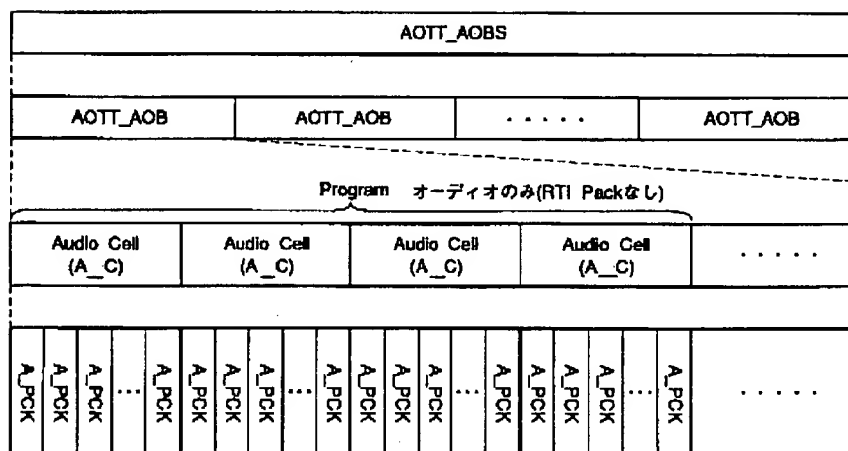 AOTT_AOBS
AOTT_AOB AOTT_AOB ..... AOTT_AOB
Program オーディオのみ(RTI Packなし)
Audio Cell Audio Cell Audio Cell Audio Cell
(A_C) (A_C) (A_C) (A_C) .....
A_PCK A_PCK A_PCK ... A_PCK A_PCK A_PCK ... A_PCK A_PCK A_PCK ... A_PCK A_PCK A_PCK A_PCK ... A_PCK .....